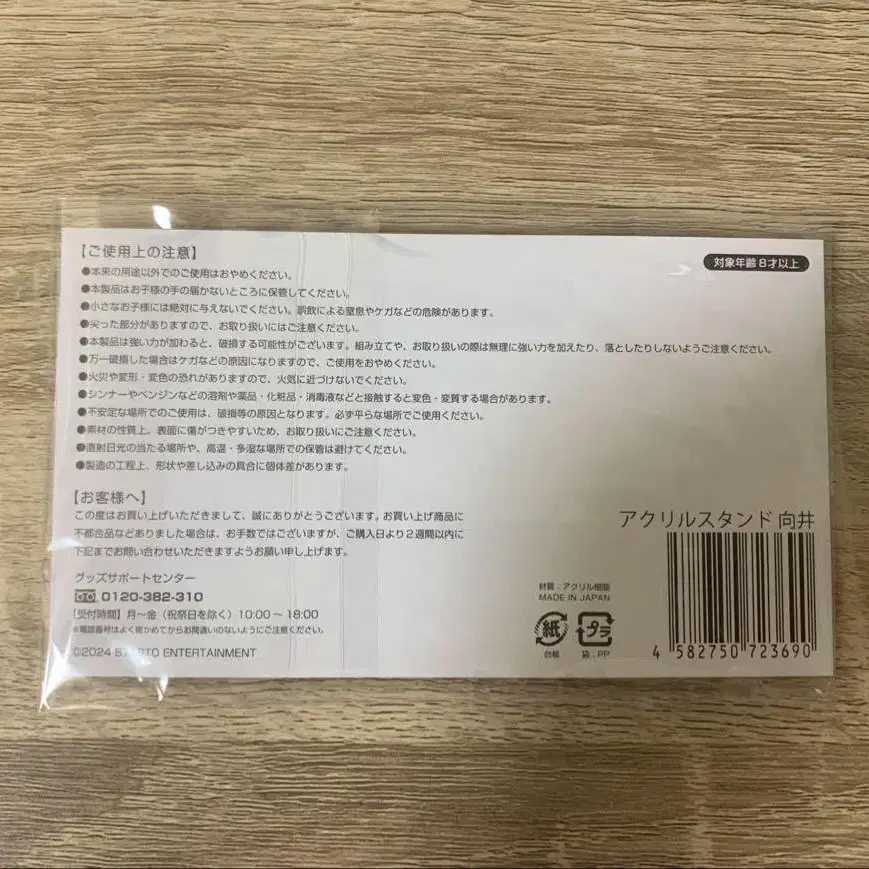 【ご使用上の注意】
対象年齢8才以上
●本来の用途以外でのご使用はおやめください。
●本製品はお子様の手の届かないところに保管してください。
●小さなお子様には絶対に与えないでください。誤飲による窒息やケガなどの危険があります。
●尖った部分がありますので、お取り扱いにはご注意ください。
●本製品は強い力が加わると、破損する可能性がございます。組み立てや、お取り扱いの際は無理に強い力を加えたり、落としたりしないようご注意ください。
●万一破損した場合はケガなどの原因になりますので、ご使用をおやめください。
●火災や変形・変色の恐れがありますので、火気に近づけないでください。
●シンナーやベンジンなどの溶剤や薬品・化粧品・消毒液などと接触すると変色・変質する場合があります。
●不安定な場所でのご使用は、破損等の原因となります。必ず平らな場所でご使用ください。
●素材の性質上、表面に傷がつきやすいため、お取り扱いにご注意ください。
●直射日光の当たる場所や、高温・多湿な場所での保管は避けてください。
●製造の工程上、形状や差し込みの具合に個体差があります。
【お客様へ】
この度はお買い上げいただきまして、誠にありがとうございます。お買い上げ商品に
不都合品などありました場合は、お手数ではございますが、ご購入日より2週間以内に
下記までお問い合わせいただきますようお願い申し上げます。
グッズサポートセンター
0120-382-310
【受付時間】月～金（祝祭日を除く）10:00～18:00
※電話番号はよく確かめてからお間違いのないようにご注意ください。
©2024 STARTO ENTERTAINMENT
材質：アクリル樹脂
MADE IN JAPAN
紙
台紙
プラ
袋：PP
アクリルスタンド 向井
4 582750 723690